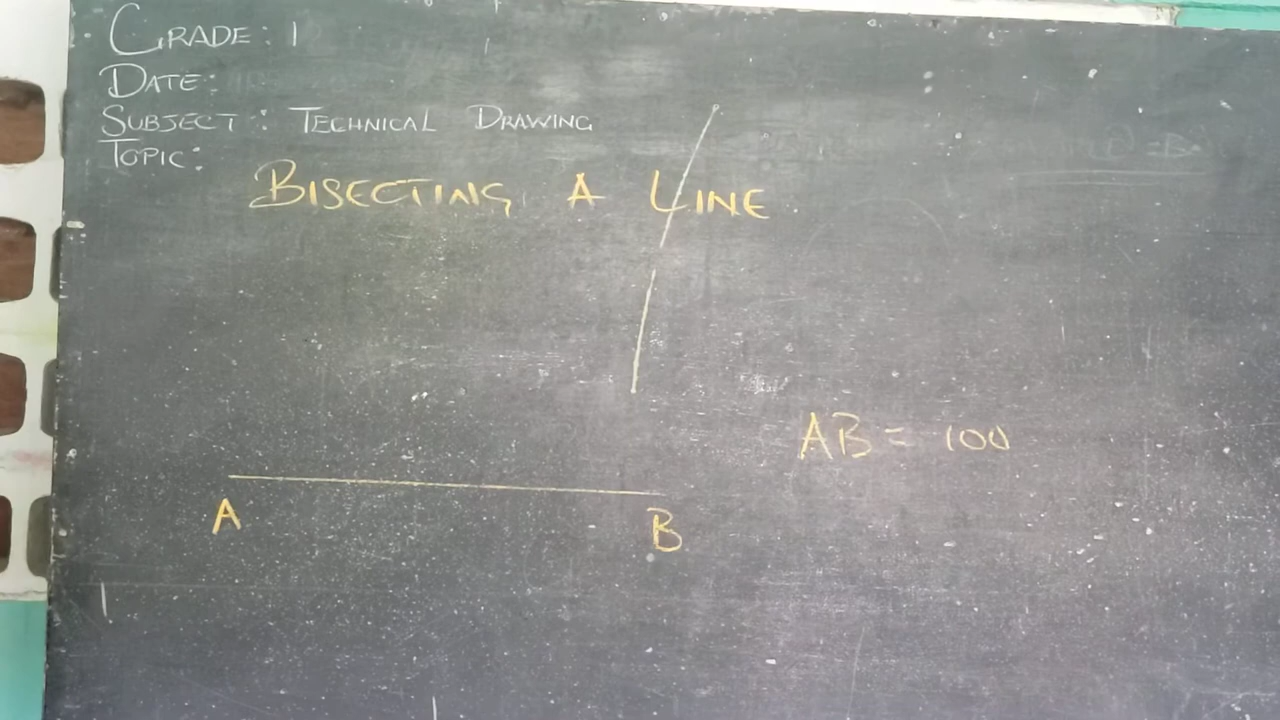 GRADE: 1
DATE:
SUBJECT: TECHNICAL DRAWING
TOPIC:
BISECTING A LINE
AB = 100
A
B